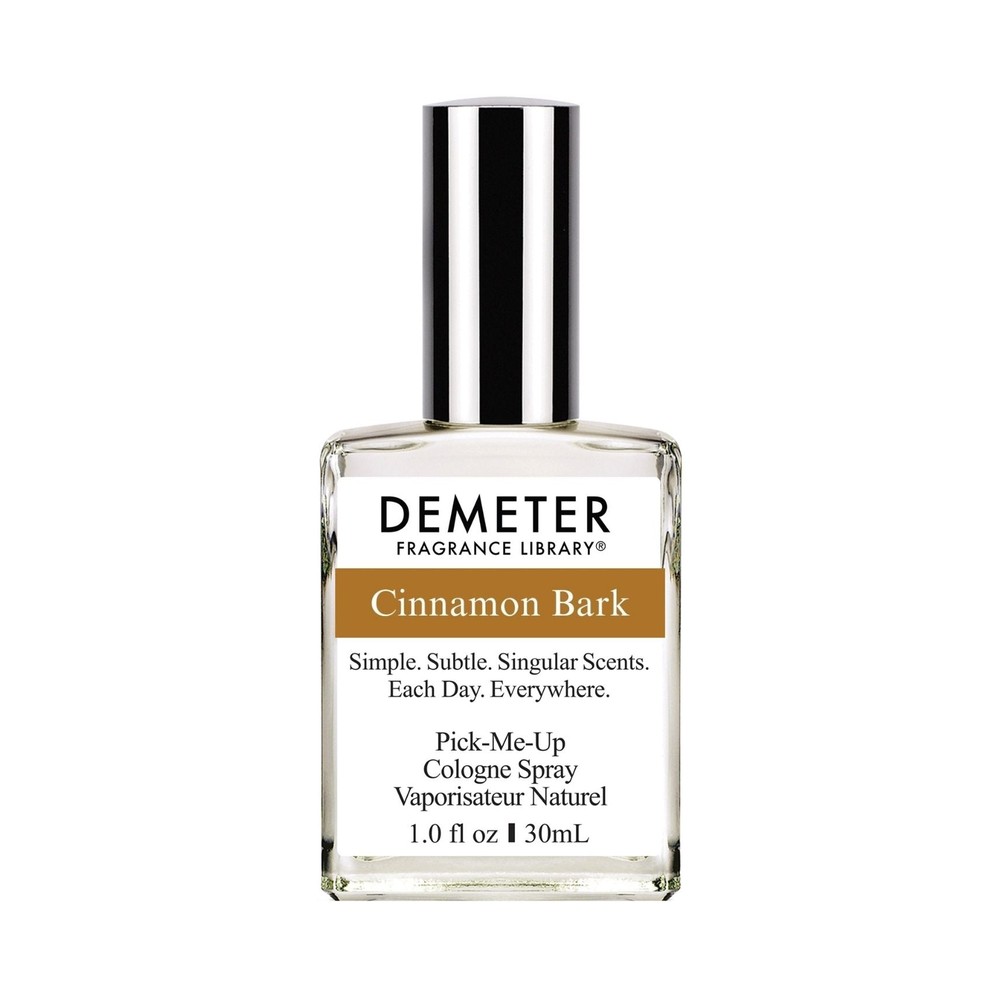 DEMETER
FRAGRANCE LIBRARY®
Cinnamon Bark
Simple. Subtle. Singular Scents.
Each Day. Everywhere.
Pick-Me-Up
Cologne Spray
Vaporisateur Naturel
1.0 fl oz ▌30mL